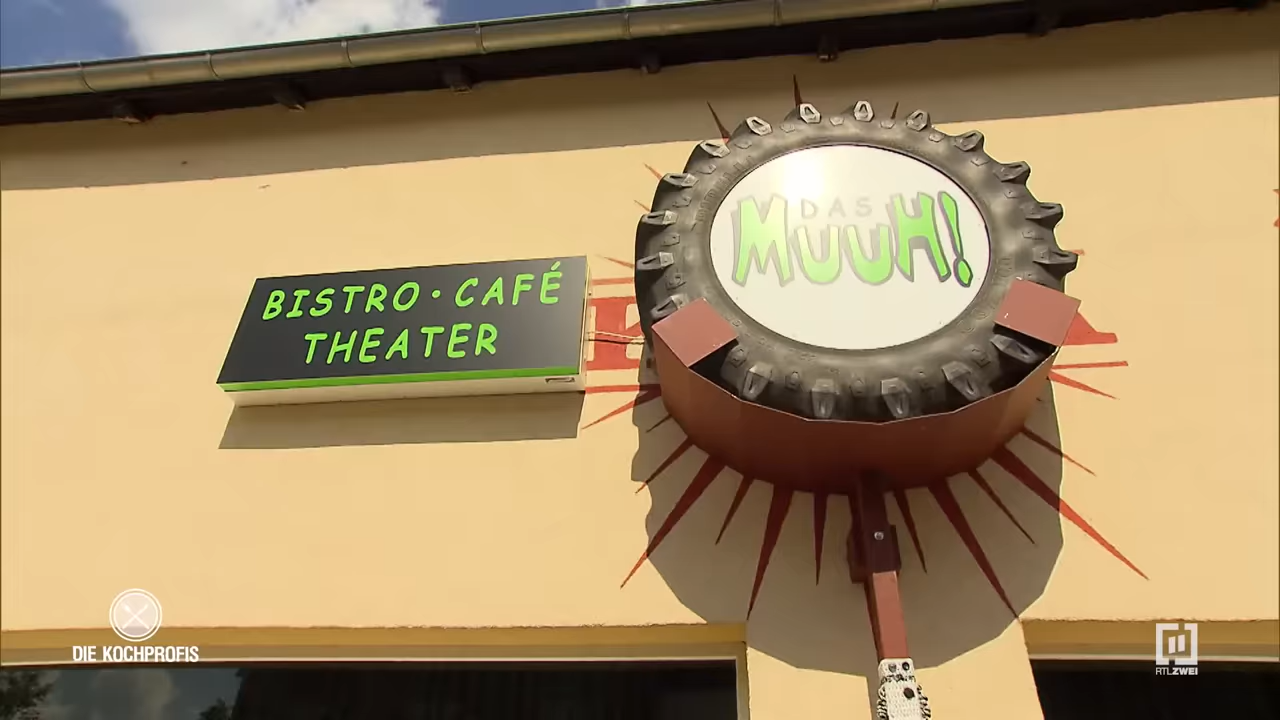 BISTRO · CAFÉ
THEATER
DAS
MUUH!
DIE KOCHPROFIS
RTLZWEI